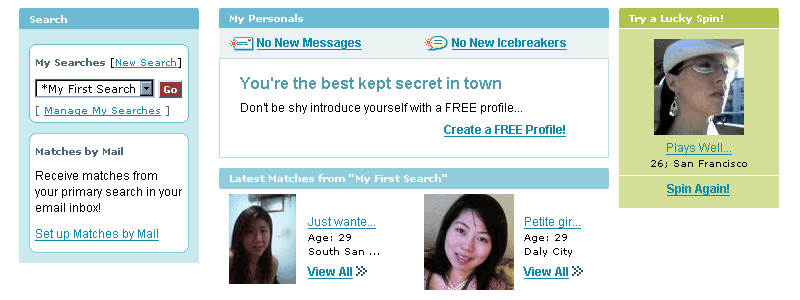 Search
My Searches [New Search]
*My First Search Go
[ Manage My Searches ]
Matches by Mail
Receive matches from
your primary search in your
email inbox!
Set up Matches by Mail
My Personals
No New Messages
No New Icebreakers
You're the best kept secret in town
Don't be shy introduce yourself with a FREE profile...
Create a FREE Profile!
Latest Matches from "My First Search"
Just wante...
Age: 29
South San ...
View All
Petite gir...
Age: 29
Daly City
View All
Try a Lucky Spin!
Plays Well...
26; San Francisco
Spin Again!